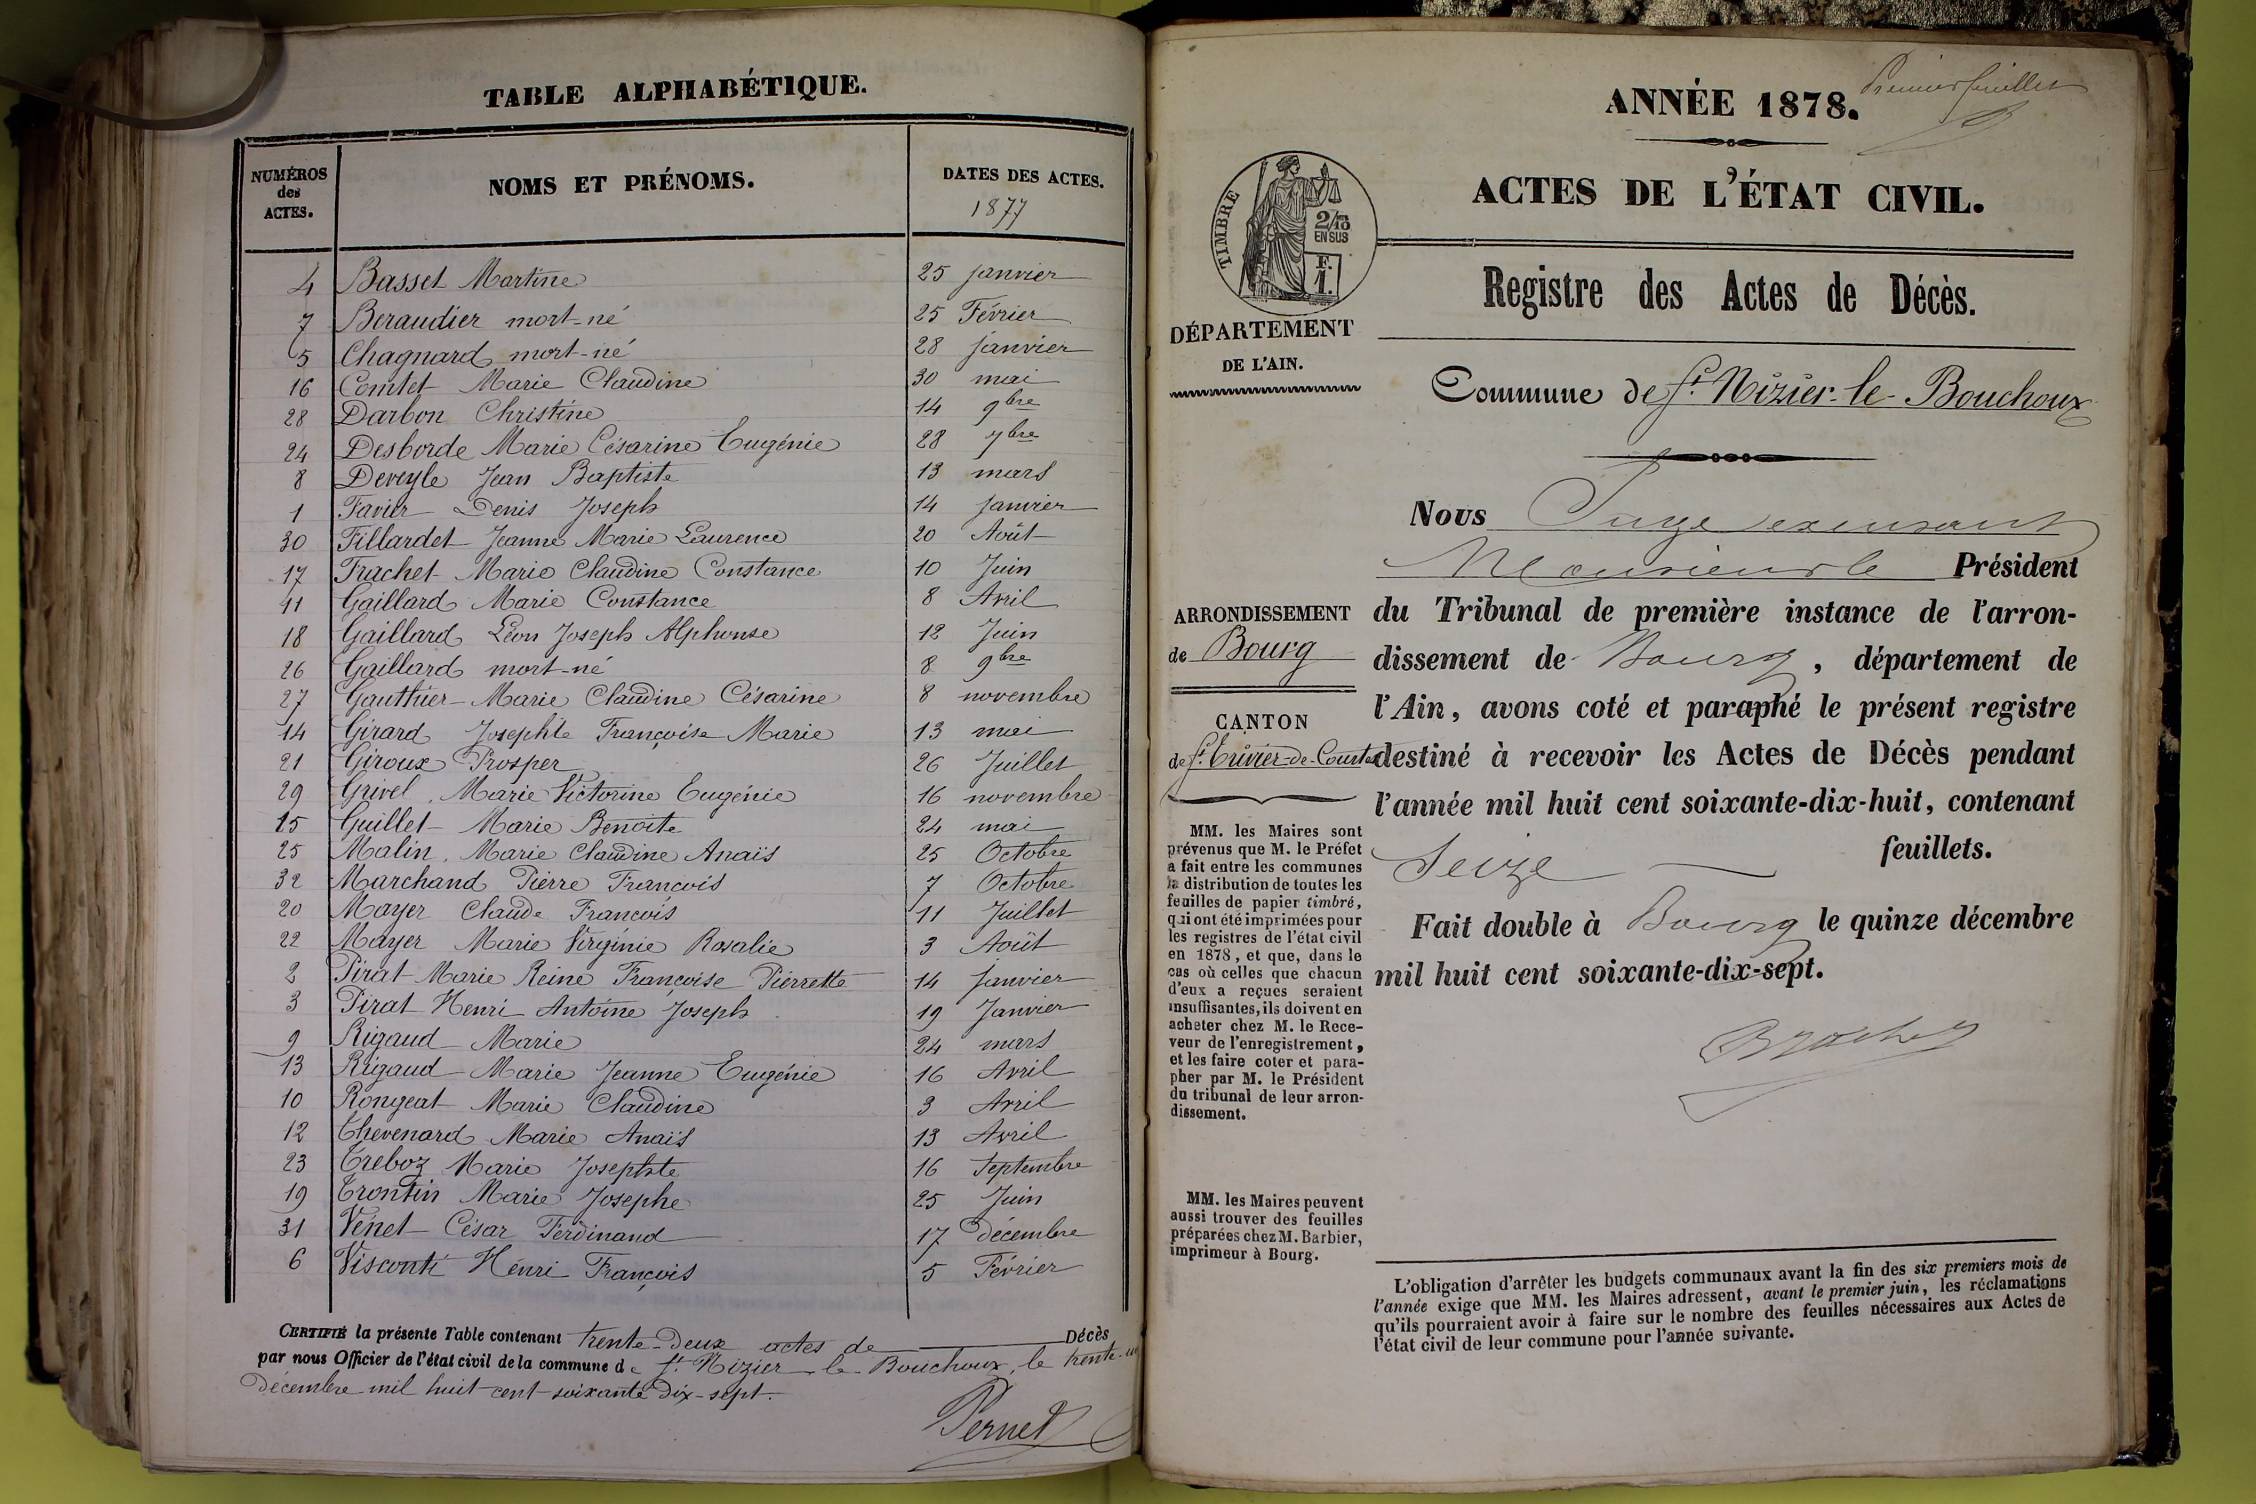 TABLE ALPHABÉTIQUE.
NUMÉROS des ACTES. NOMS ET PRÉNOMS. DATES DES ACTES.
1877
4 Basset Martine 25 janvier
7 Beraudier mort-né 25 Février
5 Chagnard mort-né 28 janvier
16 Comtet Marie Claudine 30 mai
28 Darbon Christine 14 9bre
24 Desborde Marie Césarine Eugénie 28 7bre
8 Deveyle Jean Baptiste 13 mars
1 Favier Denis Joseph 14 janvier
30 Fillardet Jeanne Marie Laurence 20 Août
17 Frachet Marie Claudine Constance 10 Juin
11 Gaillard Marie Constance 8 Avril
18 Gaillard Léon Joseph Alphonse 12 Juin
26 Gaillard mort-né 8 9bre
27 Gauthier Marie Claudine Césarine 8 novembre
14 Girard Josephte Françoise Marie 13 mai
21 Giroux Prosper 26 Juillet
29 Grivel, Marie Victorine Eugénie 16 novembre
15 Guillet Marie Benoite 24 mai
25 Malin, Marie Claudine Anaïs 25 Octobre
32 Marchand Pierre Francois 7 Octobre
20 Mayer Claude Francois 11 Juillet
22 Mayer Marie Virginie Rosalie 3 Août
2 Pirat Marie Reine Françoise Pierrette 14 janvier
3 Pirat Henri Antoine Joseph 19 Janvier
9 Rigaud Marie 24 mars
13 Rigaud Marie Jeanne Eugénie 16 Avril
10 Rongeat Marie Claudine 3 Avril
12 Thevenard Marie Anaïs 13 Avril
23 Treboz Marie Josephte 16 Septembre
19 Trontin Marie Josephe 25 Juin
31 Vénet César Ferdinand 17 décembre
6 Visconti Henri François 5 Février
CERTIFIÉ la présente Table contenant trente-deux actes de Décès
par nous Officier de l'état civil de la commune de St Nizier-le-Bouchoux, le trente-un
Décembre mil huit cent soixante dix-sept.
Pernet
Premier feuillet
ANNÉE 1878.
ACTES DE L'ÉTAT CIVIL.
TIMBRE
2/10
EN SUS
F.
1.
Registre des Actes de Décès.
DÉPARTEMENT
DE L'AIN.
Commune de St Nizier-le-Bouchoux
Nous Juge excusant
Monsieur le Président
du Tribunal de première instance de l'arron-
dissement de Bourg, département de
l'Ain, avons coté et paraphé le présent registre
destiné à recevoir les Actes de Décès pendant
l'année mil huit cent soixante-dix-huit, contenant
Seize feuillets.
Fait double à Bourg le quinze décembre
mil huit cent soixante-dix-sept.
ARRONDISSEMENT
de Bourg
CANTON
de St Trivier-de-Courtes
MM. les Maires sont
prévenus que M. le Préfet
a fait entre les communes
la distribution de toutes les
feuilles de papier timbré,
qui ont été imprimées pour
les registres de l'état civil
en 1878, et que, dans le
cas où celles que chacun
d'eux a reçues seraient
insuffisantes, ils doivent en
acheter chez M. le Rece-
veur de l'enregistrement,
et les faire coter et para-
pher par M. le Président
du tribunal de leur arron-
dissement.
MM. les Maires peuvent
aussi trouver des feuilles
préparées chez M. Barbier,
imprimeur à Bourg.
L'obligation d'arrêter les budgets communaux avant la fin des six premiers mois de
l'année exige que MM. les Maires adressent, avant le premier juin, les réclamations
qu'ils pourraient avoir à faire sur le nombre des feuilles nécessaires aux Actes de
l'état civil de leur commune pour l'année suivante.